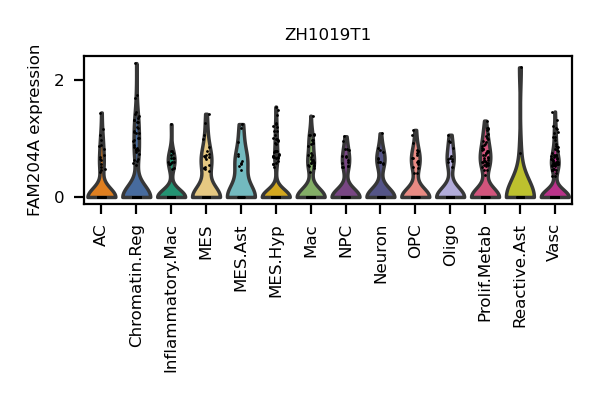 ZH1019T1
FAM204A expression
2
0
AC
Chromatin.Reg
Inflammatory.Mac
MES
MES.Ast
MES.Hyp
Mac
NPC
Neuron
OPC
Oligo
Prolif.Metab
Reactive.Ast
Vasc